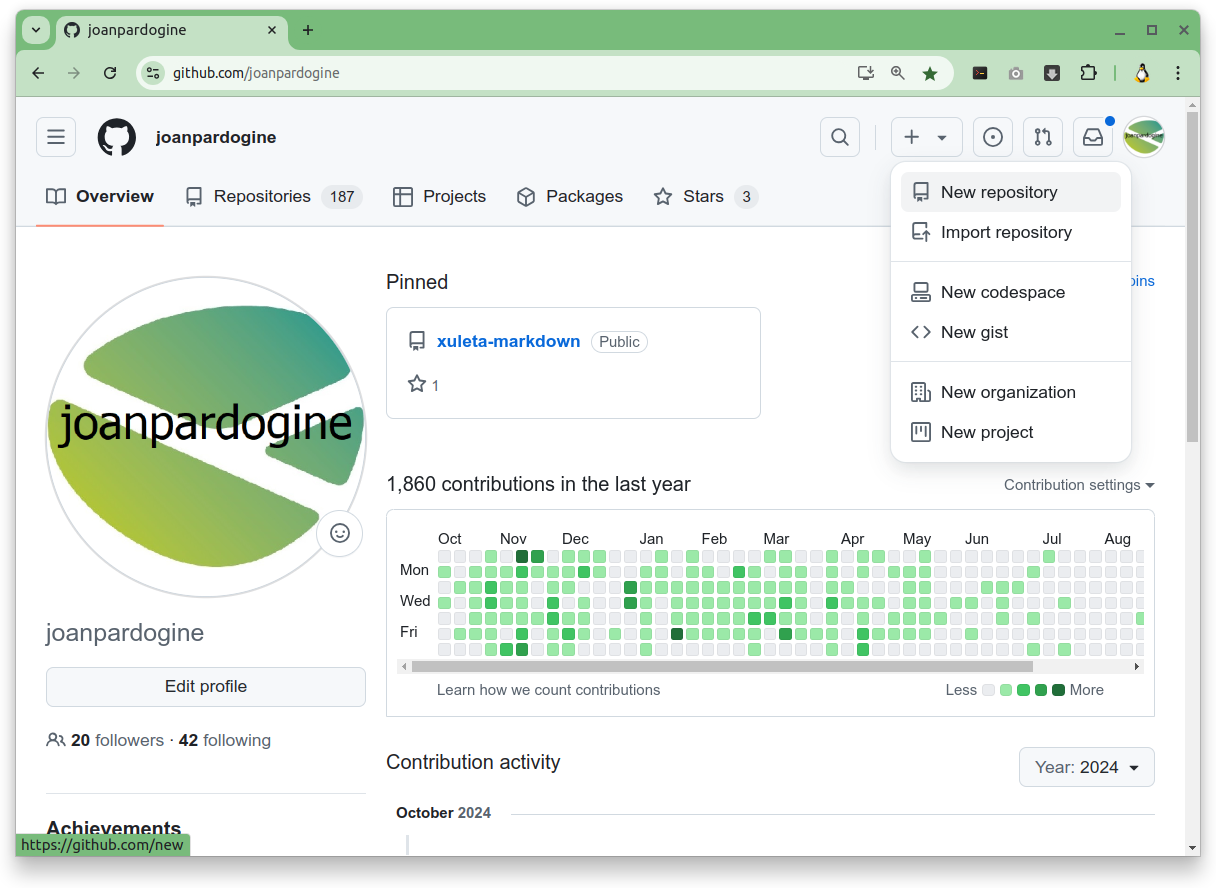 joanpardogine
github.com/joanpardogine
joanpardogine
joanpardogine
Overview
Repositories 187
Projects
Packages
Stars 3
New repository
Import repository
New codespace
New gist
New organization
New project
joanpardogine
joanpardogine
Edit profile
20 followers · 42 following
Achievements
https://github.com/new
Pinned
xuleta-markdown Public
1
1,860 contributions in the last year
Contribution settings
Oct Nov Dec Jan Feb Mar Apr May Jun Jul Aug
Mon
Wed
Fri
Learn how we count contributions
Less More
Contribution activity
Year: 2024
October 2024